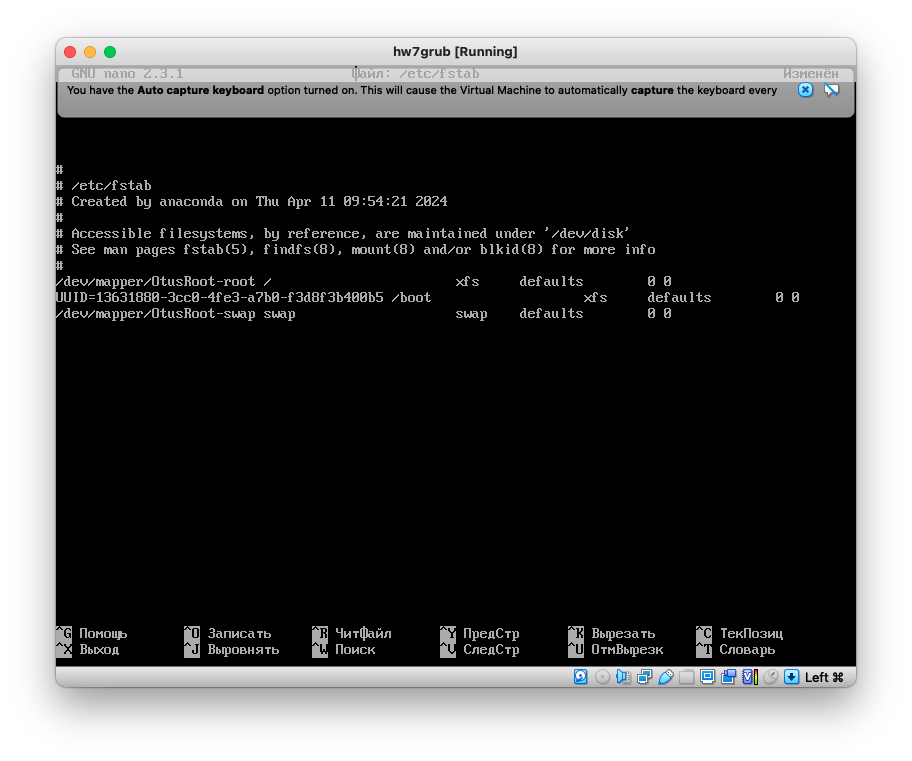 hw7grub [Running]
GNU nano 2.3.1 Файл: /etc/fstab Изменён
You have the Auto capture keyboard option turned on. This will cause the Virtual Machine to automatically capture the keyboard every
#
# /etc/fstab
# Created by anaconda on Thu Apr 11 09:54:21 2024
#
# Accessible filesystems, by reference, are maintained under '/dev/disk'
# See man pages fstab(5), findfs(8), mount(8) and/or blkid(8) for more info
#
/dev/mapper/OtusRoot-root / xfs defaults 0 0
UUID=13631880-3cc0-4fe3-a7b0-f3d8f3b400b5 /boot xfs defaults 0 0
/dev/mapper/OtusRoot-swap swap swap defaults 0 0
^G Помощь ^O Записать ^R ЧитФайл ^Y ПредСтр ^K Вырезать ^C ТекПозиц
^X Выход ^J Выровнять ^W Поиск ^V СледСтр ^U ОтмВырезк ^T Словарь
Left ⌘